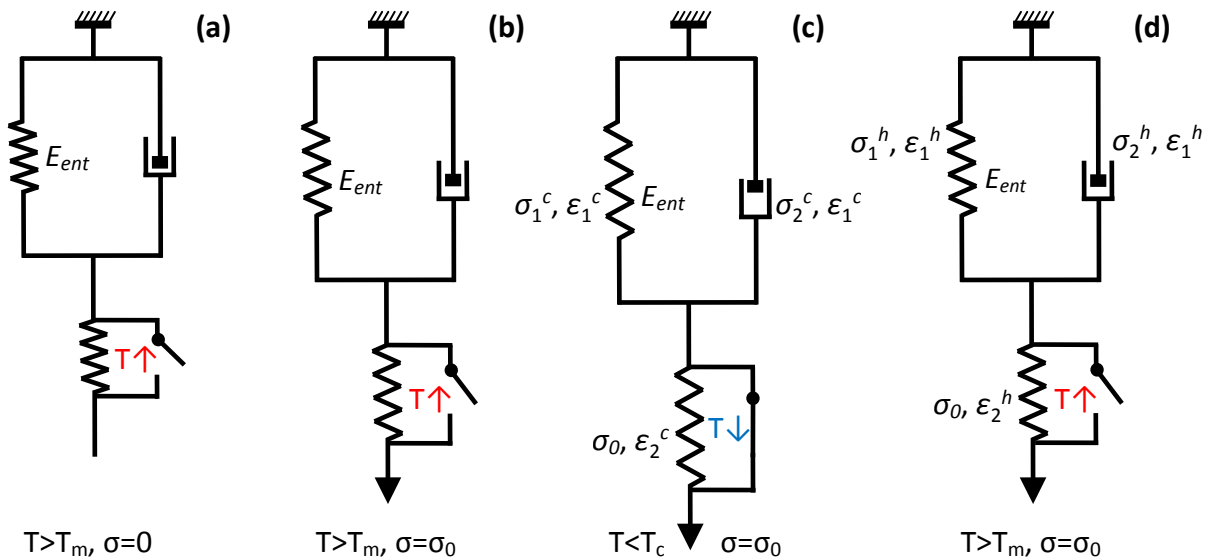 (a)
E_ent
T↑
T>T_m, σ=0
(b)
E_ent
T↑
T>T_m, σ=σ_0
(c)
σ_1^c, ε_1^c
E_ent
σ_2^c, ε_1^c
σ_0, ε_2^c
T↓
T<T_c σ=σ_0
(d)
σ_1^h, ε_1^h
E_ent
σ_2^h, ε_1^h
σ_0, ε_2^h
T↑
T>T_m, σ=σ_0